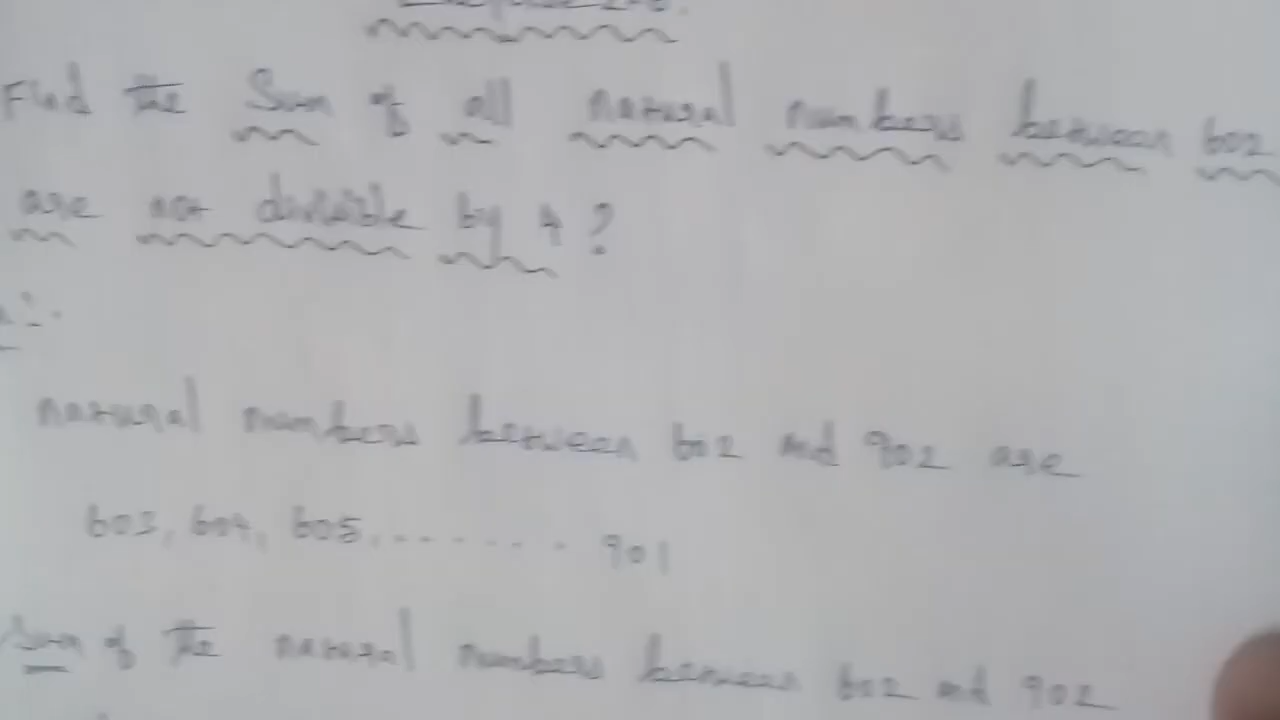 Find the Sum of all natural numbers between 602
are not divisible by 4?
natural numbers between 602 and 902 are
603, 604, 605, ....... 901
Sum of the natural numbers between 602 and 902